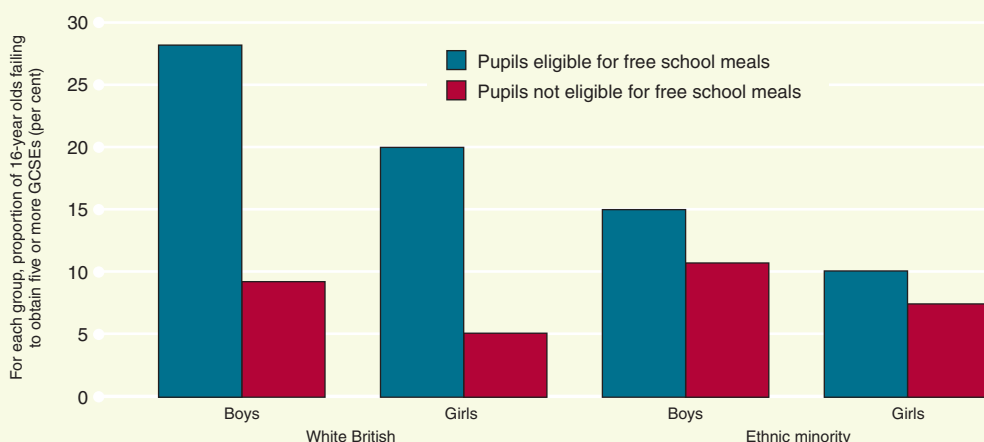 For each group, proportion of 16-year olds failing
to obtain five or more GCSEs (per cent)
30
25
20
15
10
5
0
Pupils eligible for free school meals
Pupils not eligible for free school meals
Boys
Girls
Boys
Girls
White British
Ethnic minority